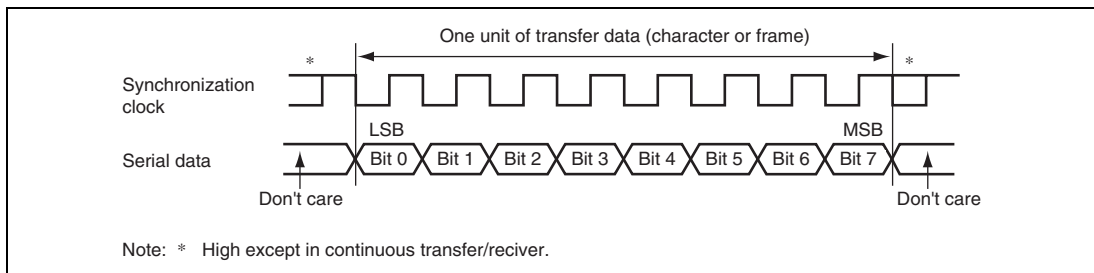 One unit of transfer data (character or frame)
* *
Synchronization
clock
LSB MSB
Serial data Bit 0 Bit 1 Bit 2 Bit 3 Bit 4 Bit 5 Bit 6 Bit 7
Don't care Don't care
Note: * High except in continuous transfer/reciver.